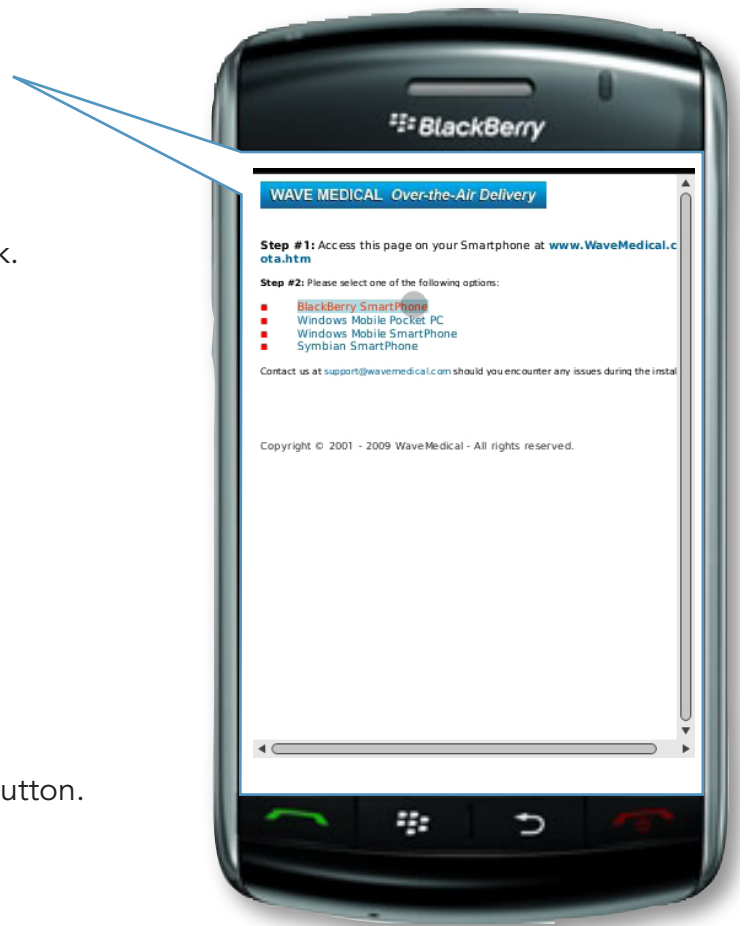 BlackBerry
WAVE MEDICAL Over-the-Air Delivery
k.
Step #1: Access this page on your Smartphone at www.WaveMedical.c
ota.htm
Step #2: Please select one of the following options:
BlackBerry SmartPhone
Windows Mobile Pocket PC
Windows Mobile SmartPhone
Symbian SmartPhone
Contact us at support@wavemedical.com should you encounter any issues during the instal
Copyright © 2001 - 2009 WaveMedical - All rights reserved.
utton.